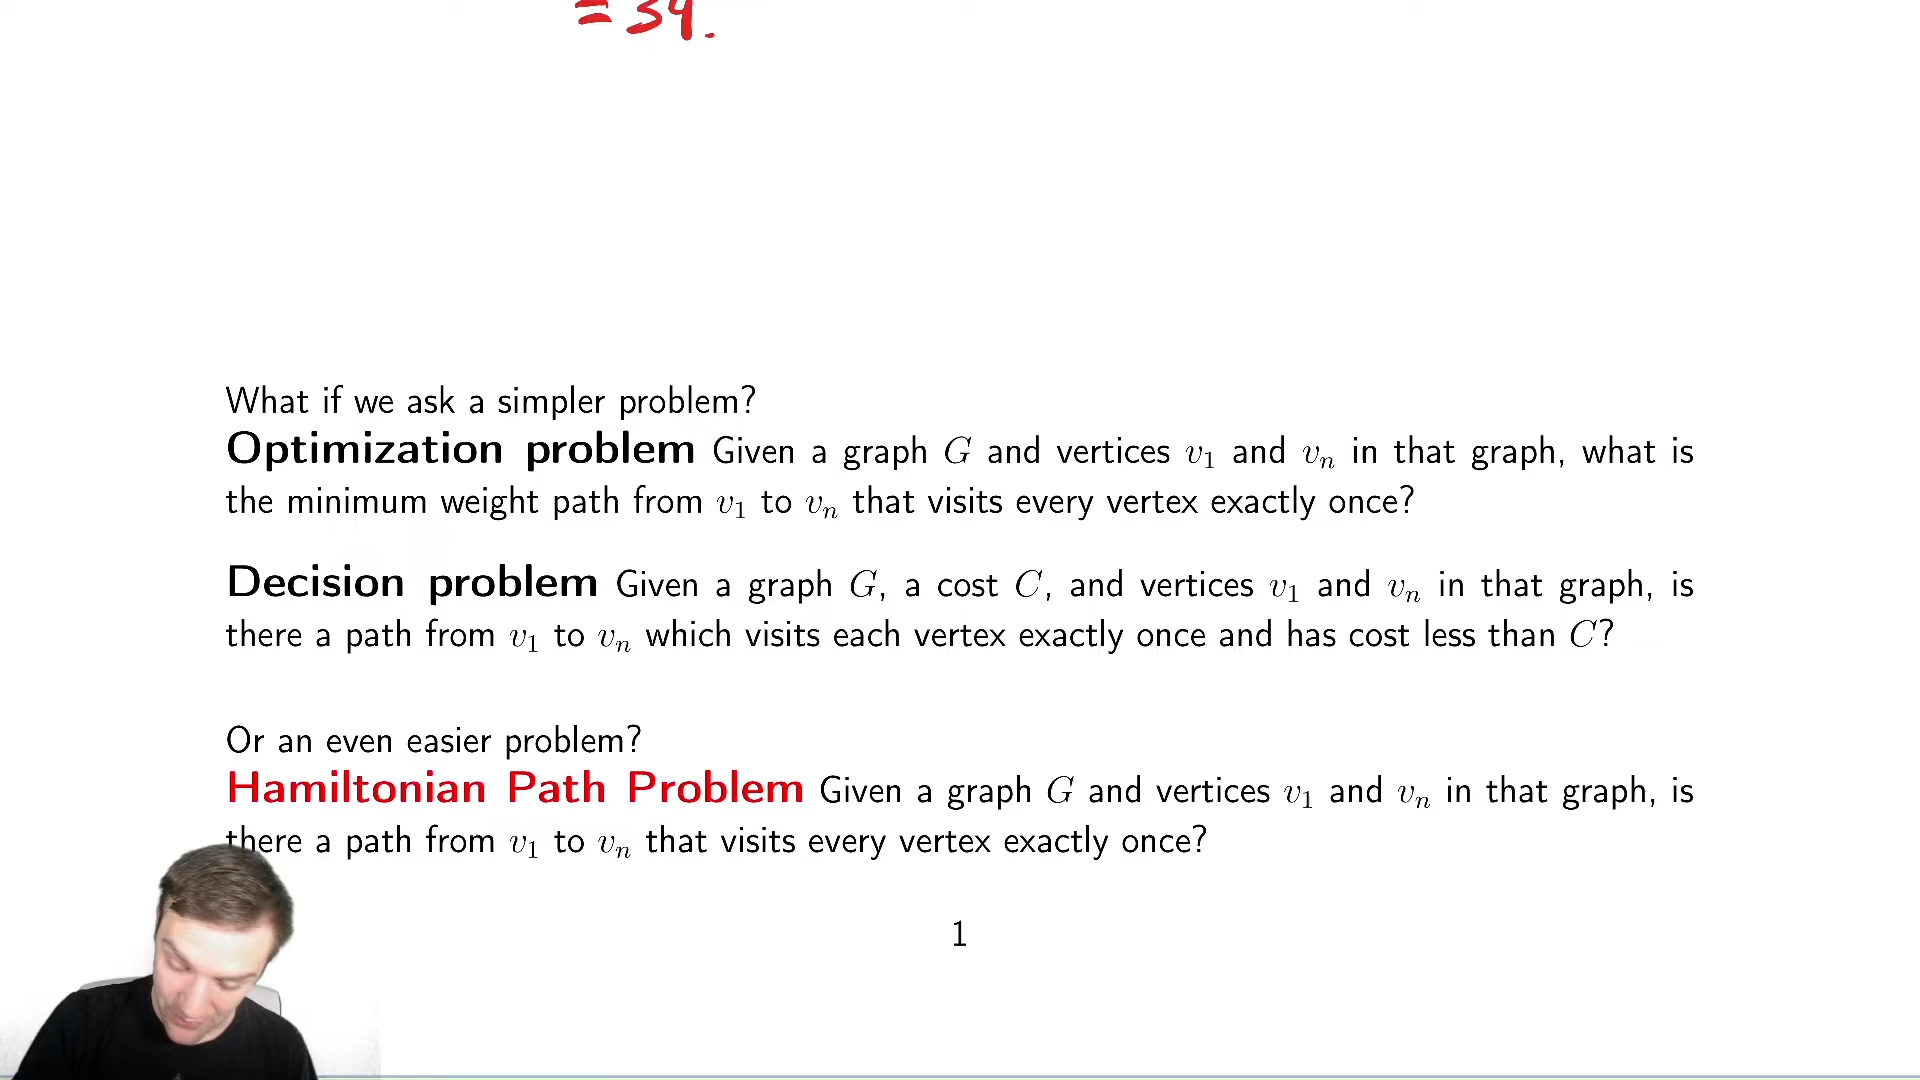 = 34.
What if we ask a simpler problem?
Optimization problem Given a graph G and vertices v₁ and vₙ in that graph, what is
the minimum weight path from v₁ to vₙ that visits every vertex exactly once?
Decision problem Given a graph G, a cost C, and vertices v₁ and vₙ in that graph, is
there a path from v₁ to vₙ which visits each vertex exactly once and has cost less than C?
Or an even easier problem?
Hamiltonian Path Problem Given a graph G and vertices v₁ and vₙ in that graph, is
there a path from v₁ to vₙ that visits every vertex exactly once?
1